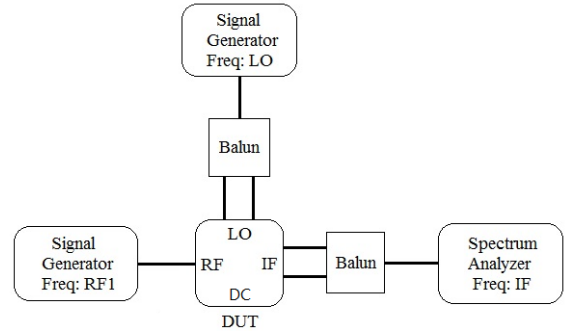 Signal
Generator
Freq: LO
Balun
LO
Signal
Generator
Freq: RF1
RF
IF
DC
DUT
Balun
Spectrum
Analyzer
Freq: IF